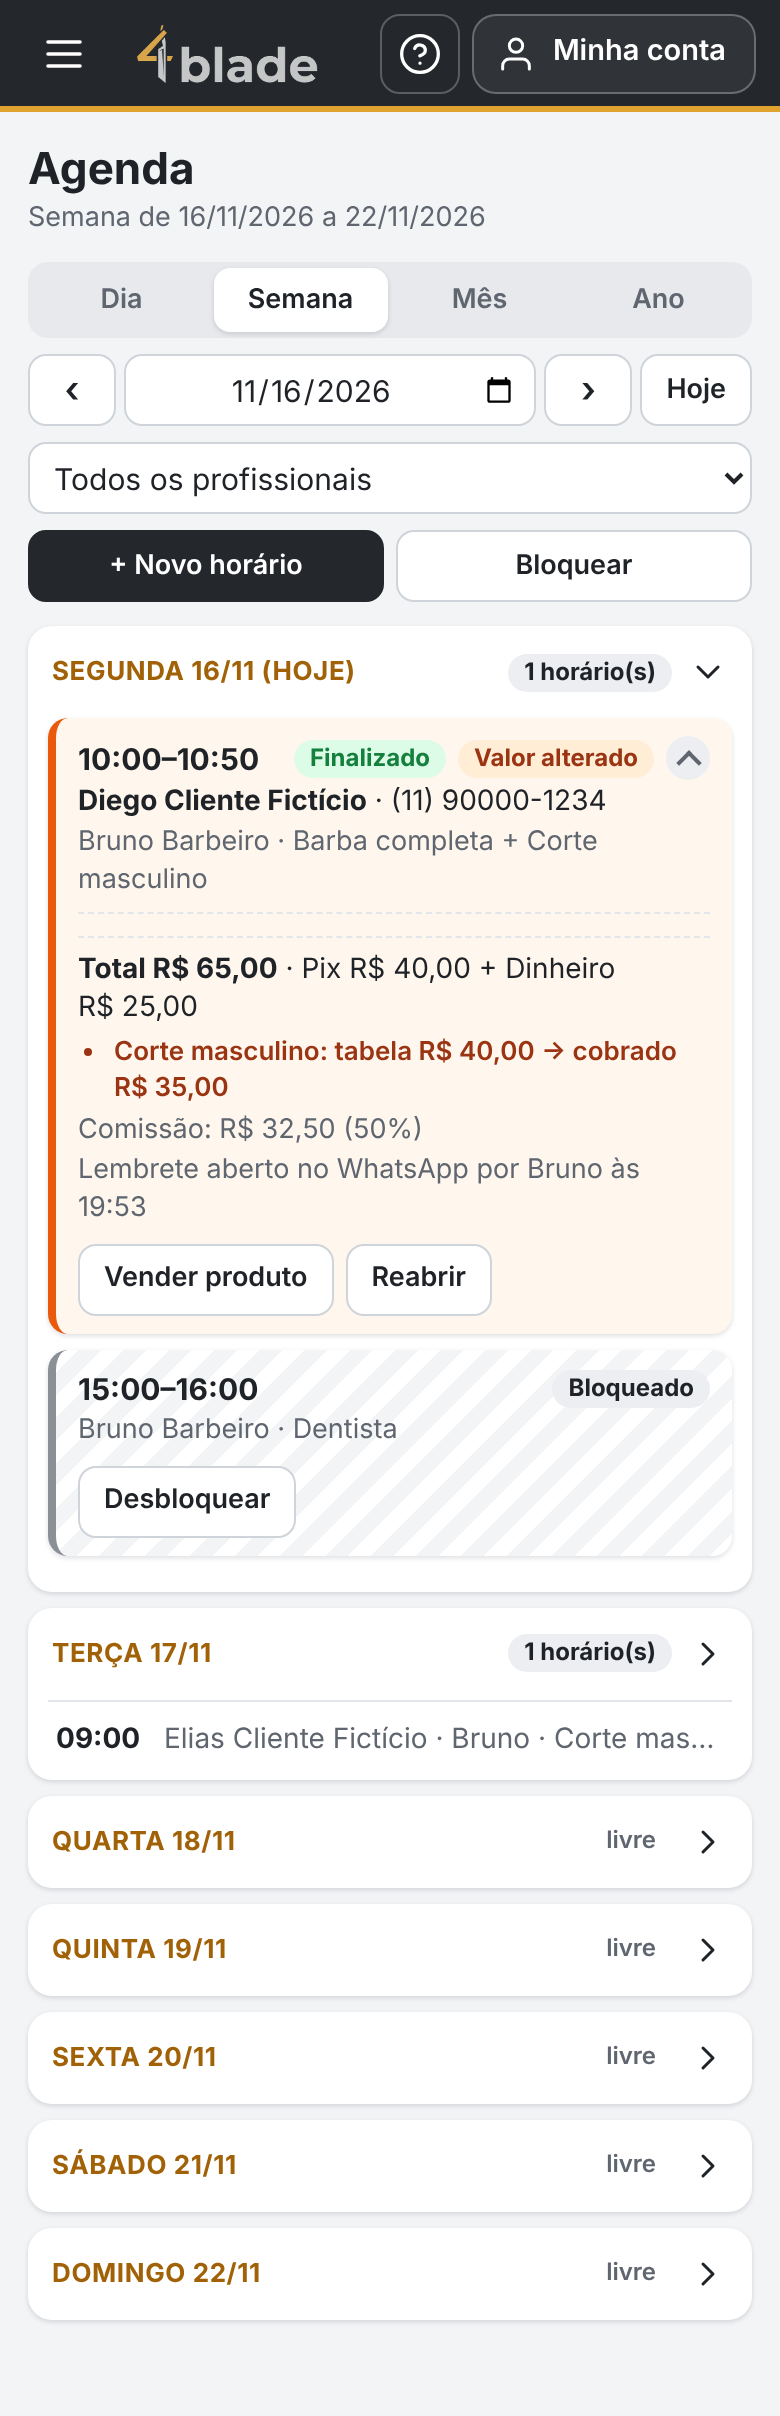 4blade
Minha conta
Agenda
Semana de 16/11/2026 a 22/11/2026
Dia
Semana
Mês
Ano
‹
11/16/2026
›
Hoje
Todos os profissionais
+ Novo horário
Bloquear
SEGUNDA 16/11 (HOJE)
1 horário(s)
10:00–10:50
Finalizado
Valor alterado
Diego Cliente Fictício · (11) 90000-1234
Bruno Barbeiro · Barba completa + Corte
masculino
Total R$ 65,00 · Pix R$ 40,00 + Dinheiro
R$ 25,00
• Corte masculino: tabela R$ 40,00 → cobrado
R$ 35,00
Comissão: R$ 32,50 (50%)
Lembrete aberto no WhatsApp por Bruno às
19:53
Vender produto
Reabrir
15:00–16:00
Bloqueado
Bruno Barbeiro · Dentista
Desbloquear
TERÇA 17/11
1 horário(s)
09:00 Elias Cliente Fictício · Bruno · Corte mas...
QUARTA 18/11
livre
QUINTA 19/11
livre
SEXTA 20/11
livre
SÁBADO 21/11
livre
DOMINGO 22/11
livre